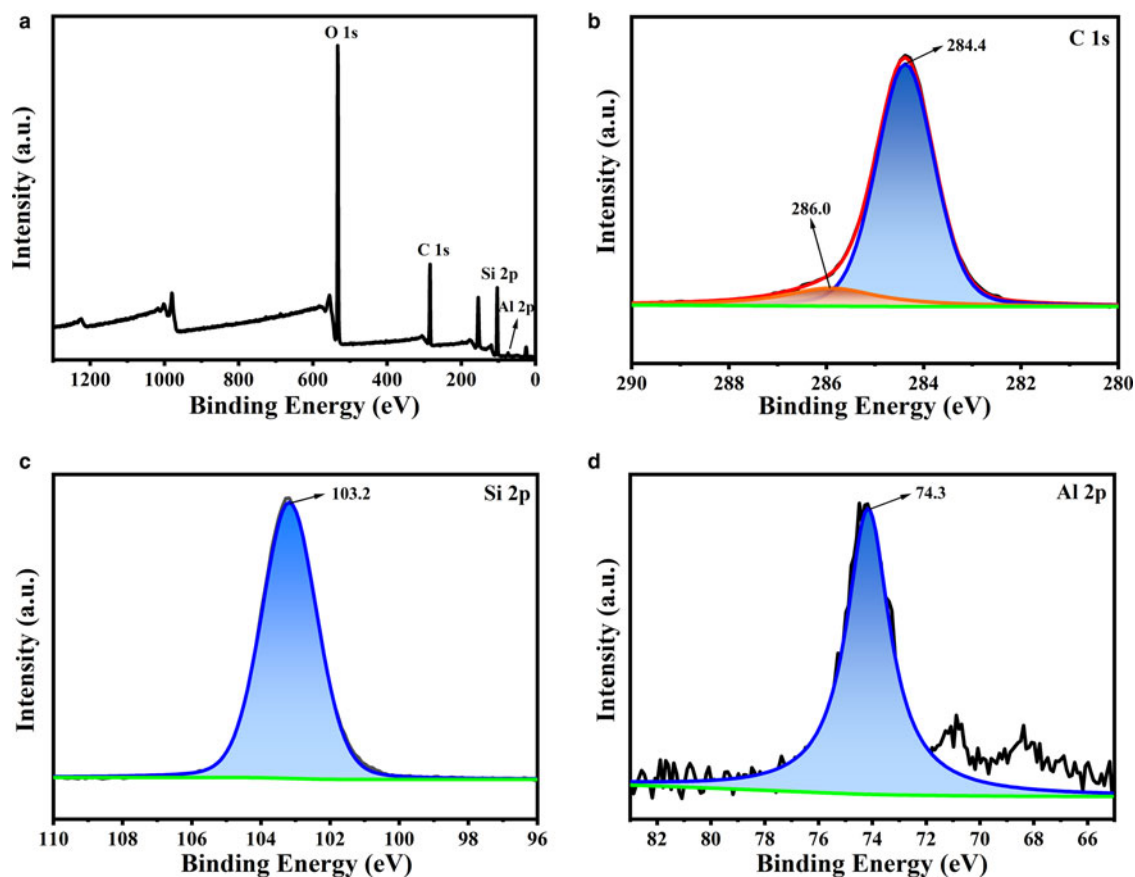 a
O 1s
C 1s
Si 2p
Al 2p
Intensity (a.u.)
1200 1000 800 600 400 200 0
Binding Energy (eV)
b
C 1s
284.4
286.0
Intensity (a.u.)
290 288 286 284 282 280
Binding Energy (eV)
c
Si 2p
103.2
Intensity (a.u.)
110 108 106 104 102 100 98 96
Binding Energy (eV)
d
Al 2p
74.3
Intensity (a.u.)
82 80 78 76 74 72 70 68 66
Binding Energy (eV)